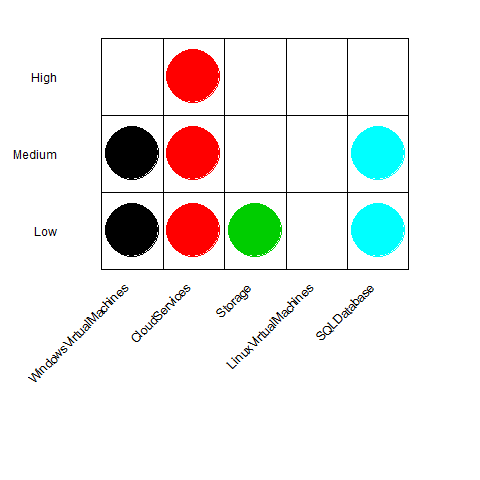 High
Medium
Low
WindowsVirtualMachines
CloudServices
Storage
LinuxVirtualMachines
SQLDatabase